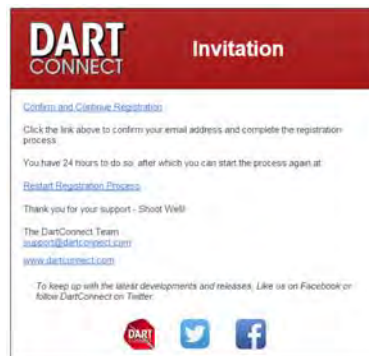 DART
CONNECT
Invitation
Confirm and Continue Registration
Click the link above to confirm your email address and complete the registration
process.
You have 24 hours to do so, after which you can start the process again at:
Restart Registration Process
Thank you for your support - Shoot Well!
The DartConnect Team
support@dartconnect.com
www.dartconnect.com
To keep up with the latest developments and releases, Like us on Facebook or
follow DartConnect on Twitter.
DART